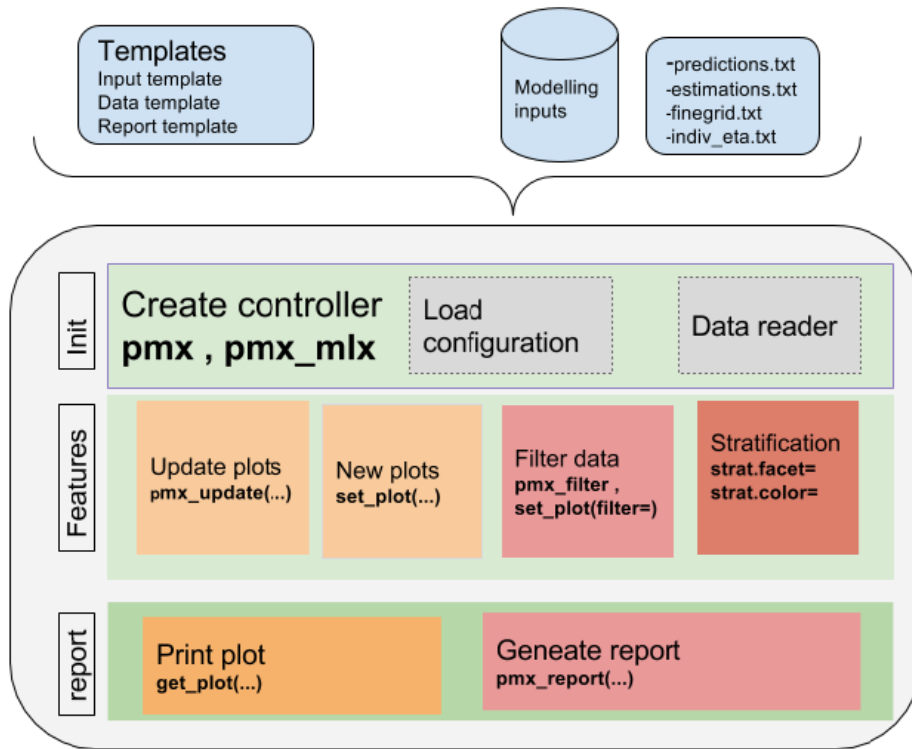 Templates
Input template
Data template
Report template
Modelling
inputs
-predictions.txt
-estimations.txt
-finegrid.txt
-indiv_eta.txt
Init
Create controller
pmx , pmx_mlx
Load
configuration
Data reader
Features
Update plots
pmx_update(...)
New plots
set_plot(...)
Filter data
pmx_filter ,
set_plot(filter=)
Stratification
strat.facet=
strat.color=
report
Print plot
get_plot(...)
Geneate report
pmx_report(...)